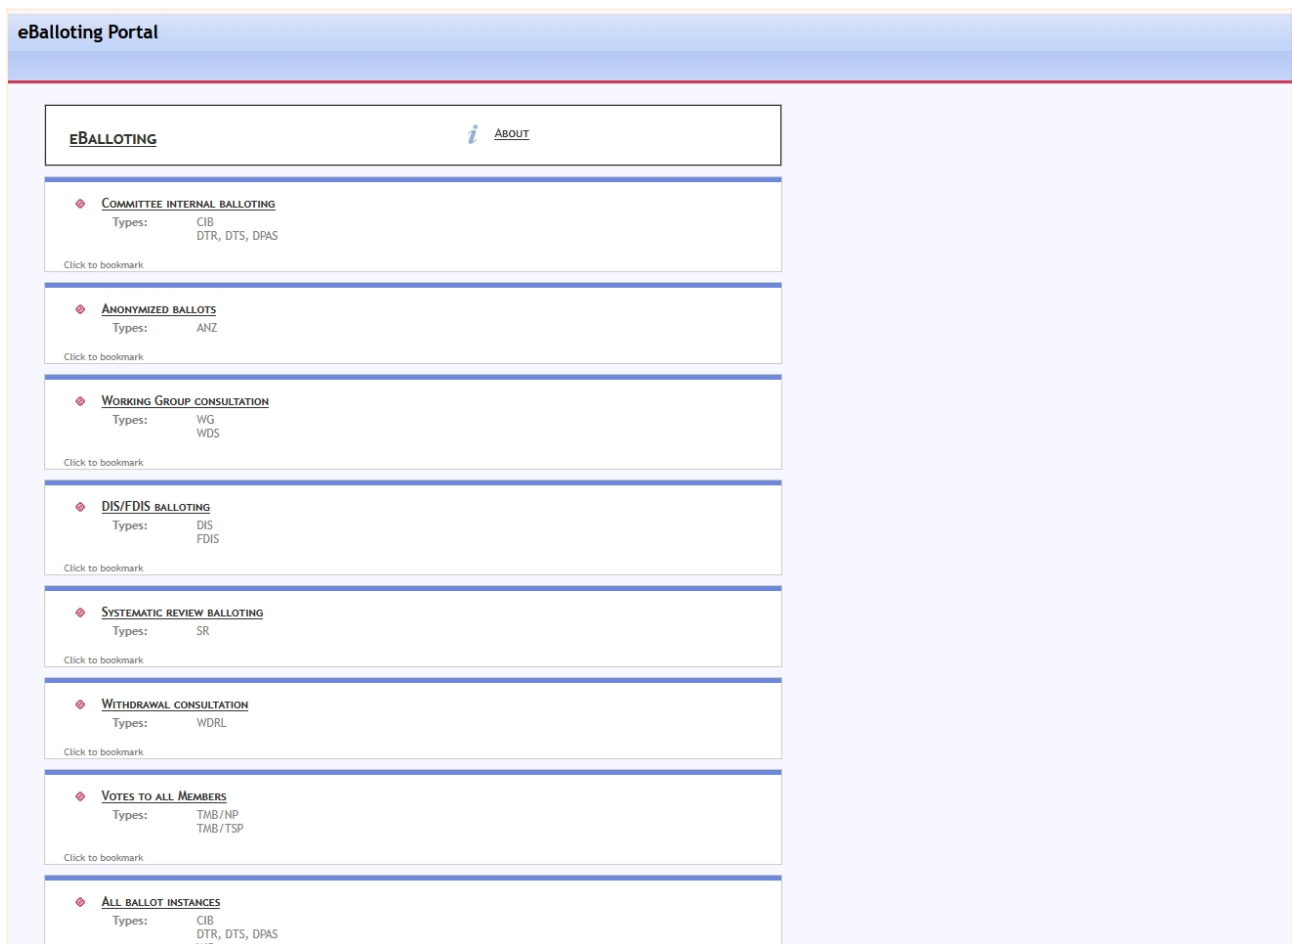 eBalloting Portal
eBalloting
i About
Committee internal balloting
Types: CIB
DTR, DTS, DPAS
Click to bookmark
Anonymized ballots
Types: ANZ
Click to bookmark
Working Group consultation
Types: WG
WDS
Click to bookmark
DIS/FDIS balloting
Types: DIS
FDIS
Click to bookmark
Systematic review balloting
Types: SR
Click to bookmark
Withdrawal consultation
Types: WDRL
Click to bookmark
Votes to all Members
Types: TMB/NP
TMB/TSP
Click to bookmark
All ballot instances
Types: CIB
DTR, DTS, DPAS